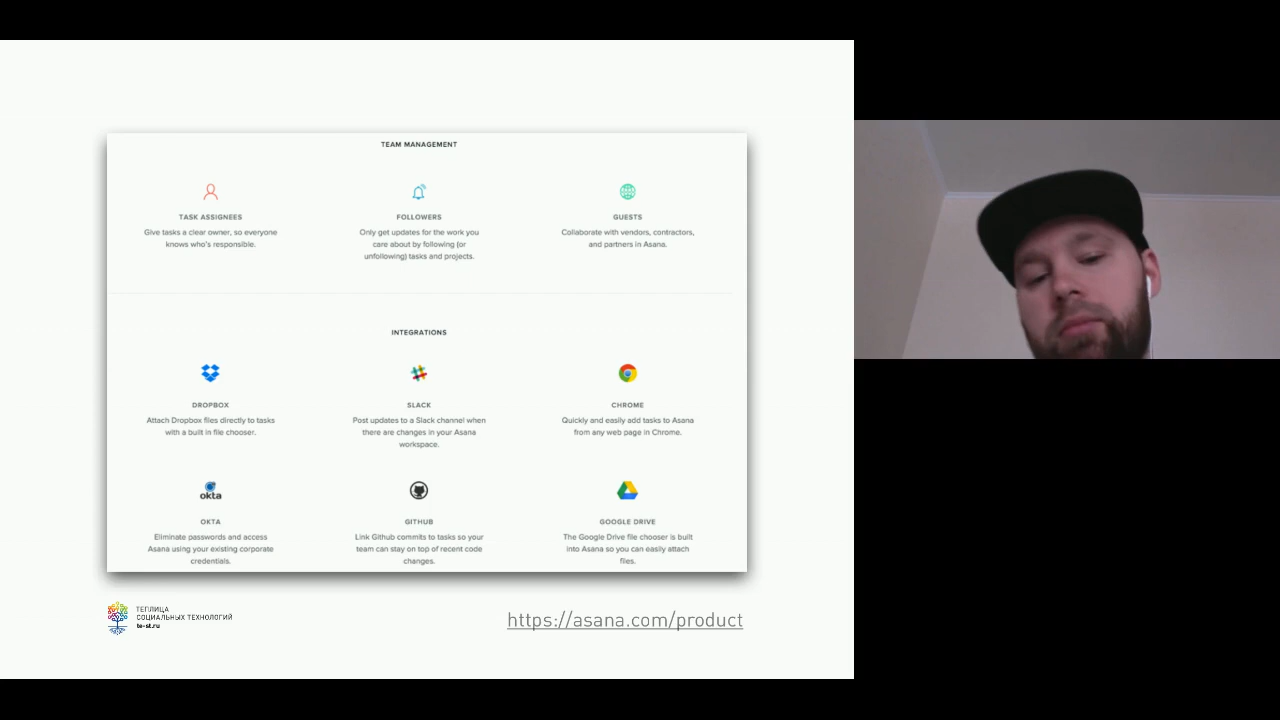 TEAM MANAGEMENT
TASK ASSIGNEES
Give tasks a clear owner, so everyone
knows who's responsible.
FOLLOWERS
Only get updates for the work you
care about by following (or
unfollowing) tasks and projects.
GUESTS
Collaborate with vendors, contractors,
and partners in Asana.
INTEGRATIONS
DROPBOX
Attach Dropbox files directly to tasks
with a built in file chooser.
SLACK
Post updates to a Slack channel when
there are changes in your Asana
workspace.
CHROME
Quickly and easily add tasks to Asana
from any web page in Chrome.
okta
OKTA
Eliminate passwords and access
Asana using your existing corporate
credentials.
GITHUB
Link Github commits to tasks so your
team can stay on top of recent code
changes.
GOOGLE DRIVE
The Google Drive file chooser is built
into Asana so you can easily attach
files.
ТЕПЛИЦА
СОЦИАЛЬНЫХ ТЕХНОЛОГИЙ
te-st.ru
https://asana.com/product